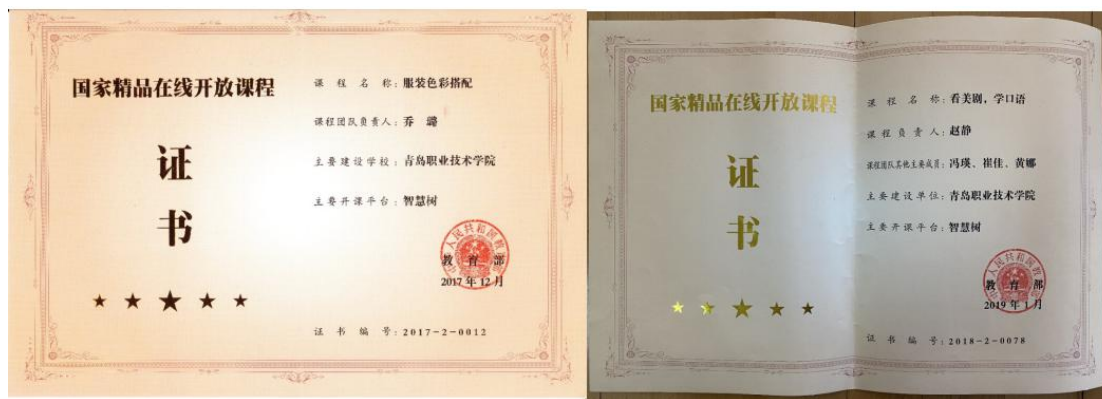 国家精品在线开放课程
证
书
课程名称：服装色彩搭配
课程团队负责人：乔 璐
主要建设学校：青岛职业技术学院
主要开课平台：智慧树
教 育 部
2017年12月
证书编号：2017-2-0012
国家精品在线开放课程
证
书
课程名称：看美剧，学口语
课程负责人：赵静
课程团队其他主要成员：冯瑛、崔佳、黄娜
主要建设单位：青岛职业技术学院
主要开课平台：智慧树
教 育 部
2019年1月
证书编号：2018-2-0078